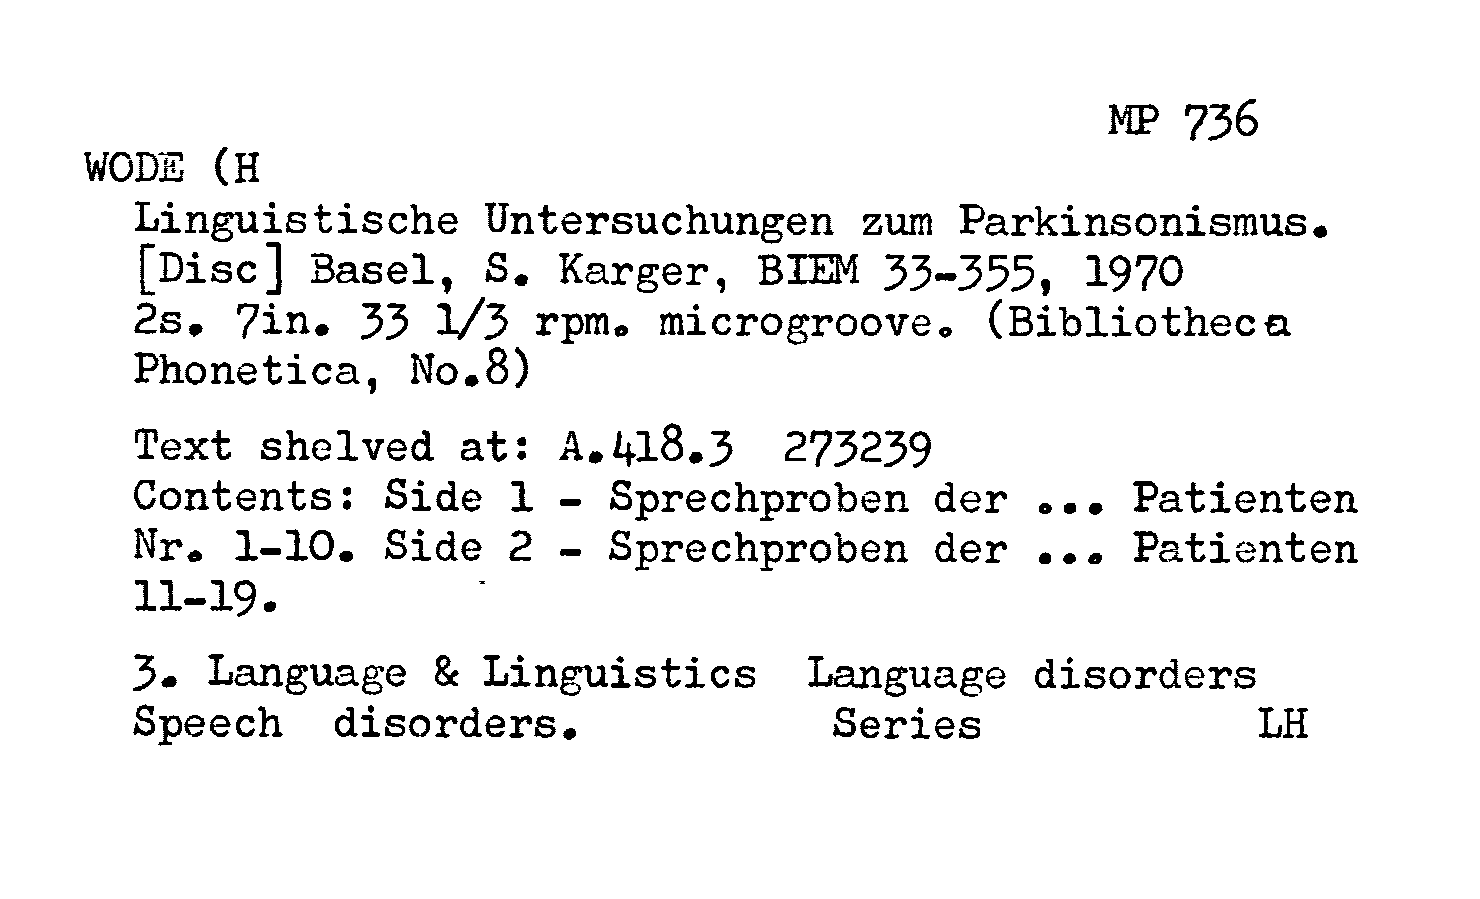 MP 736
WODE (H
Linguistische Untersuchungen zum Parkinsonismus.
[Disc] Basel, S. Karger, BIEM 33-355, 1970
2s. 7in. 33 1/3 rpm. microgroove. (Bibliotheca
Phonetica, No.8)
Text shelved at: A.418.3 273239
Contents: Side 1 - Sprechproben der ... Patienten
Nr. 1-10. Side 2 - Sprechproben der ... Patienten
11-19.
3. Language & Linguistics Language disorders
Speech disorders. Series LH